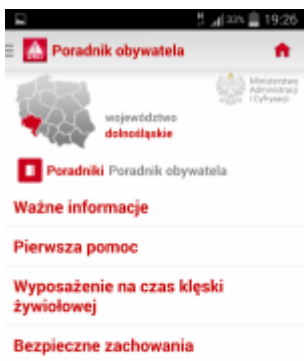 33% 19:26
Poradnik obywatela
Ministerstwo
Administracji
i Cyfryzacji
województwo
dolnośląskie
Poradniki Poradnik obywatela
Ważne informacje
Pierwsza pomoc
Wyposażenie na czas klęski
żywiołowej
Bezpieczne zachowania